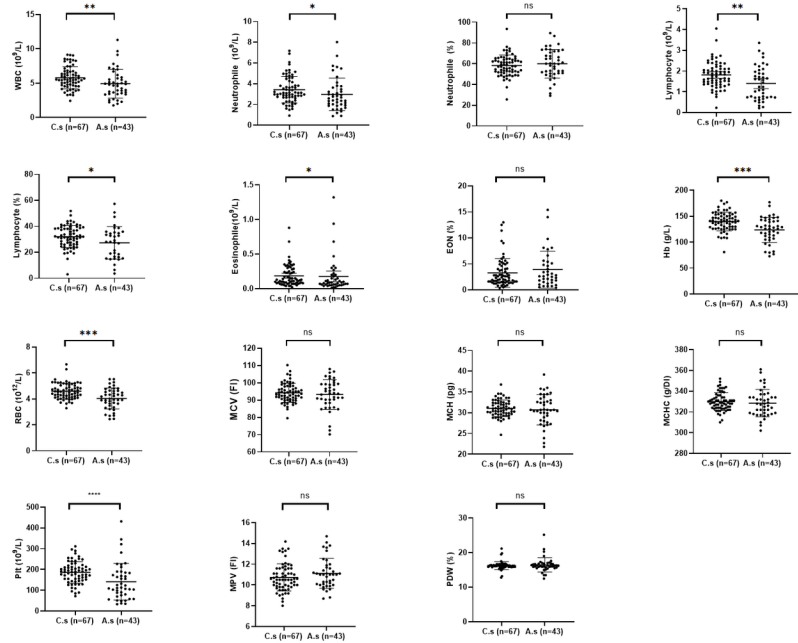 **
WBC (10⁹/L)
15
10
5
0
C.s (n=67) A.s (n=43)
*
Neutrophile (10⁹/L)
10
8
6
4
2
0
C.s (n=67) A.s (n=43)
ns
Neutrophile (%)
100
80
60
40
20
0
C.s (n=67) A.s (n=43)
**
Lymphocyte (10⁹/L)
5
4
3
2
1
0
C.s (n=67) A.s (n=43)
*
Lymphocyte (%)
80
60
40
20
0
C.s (n=67) A.s (n=43)
*
Eosinophile(10⁹/L)
1.5
1.0
0.5
0.0
C.s (n=67) A.s (n=43)
ns
EON (%)
20
15
10
5
0
C.s (n=67) A.s (n=43)
***
Hb (g/L)
200
150
100
50
0
C.s (n=67) A.s (n=43)
***
RBC (10¹²/L)
8
6
4
2
0
C.s (n=67) A.s (n=43)
ns
MCV (Fl)
120
110
100
90
80
70
60
C.s (n=67) A.s (n=43)
ns
MCH (pg)
45
40
35
30
25
20
C.s (n=67) A.s (n=43)
ns
MCHC (g/Dl)
380
360
340
320
300
280
C.s (n=67) A.s (n=43)
****
Plt (10⁹/L)
500
400
300
200
100
0
C.s (n=67) A.s (n=43)
ns
MPV (Fl)
16
14
12
10
8
6
C.s (n=67) A.s (n=43)
ns
PDW (%)
30
20
10
0
C.s (n=67) A.s (n=43)